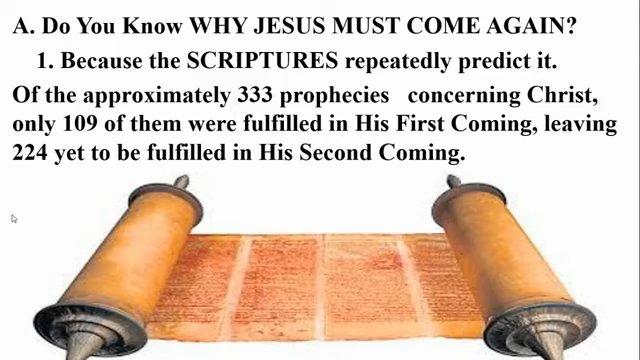 A. Do You Know WHY JESUS MUST COME AGAIN?
1. Because the SCRIPTURES repeatedly predict it.
Of the approximately 333 prophecies concerning Christ,
only 109 of them were fulfilled in His First Coming, leaving
224 yet to be fulfilled in His Second Coming.